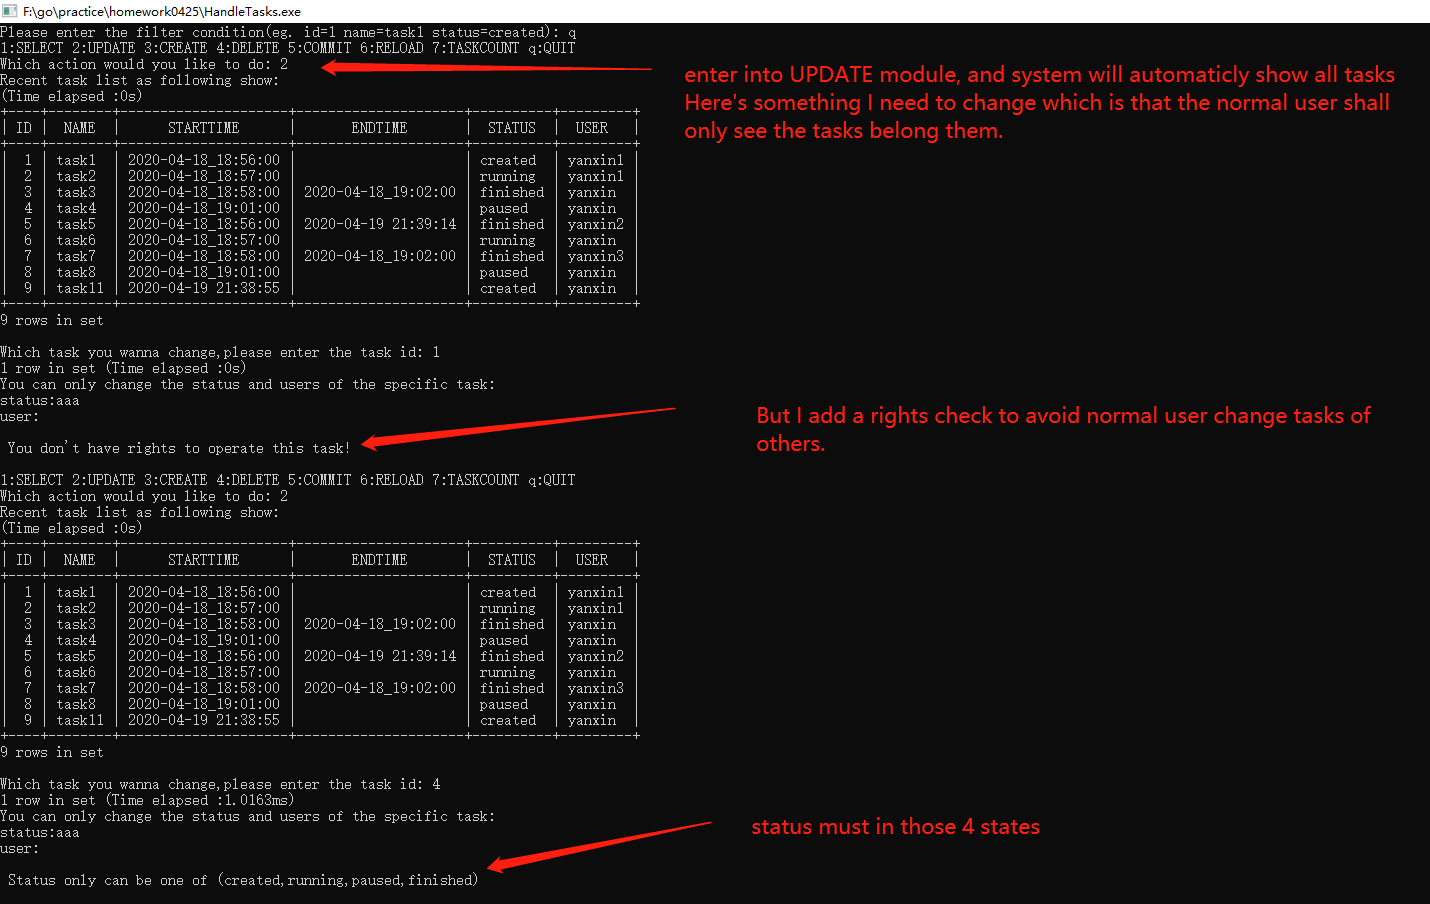 F:\go\practice\homework0425\HandleTasks.exe
Please enter the filter condition(eg. id=1 name=task1 status=created): q
1:SELECT 2:UPDATE 3:CREATE 4:DELETE 5:COMMIT 6:RELOAD 7:TASKCOUNT q:QUIT
Which action would you like to do: 2
Recent task list as following show:
(Time elapsed :0s)
enter into UPDATE module, and system will automaticly show all tasks
Here's something I need to change which is that the normal user shall
only see the tasks belong them.
+----+--------+---------------------+---------------------+----------+---------+
| ID | NAME | STARTTIME | ENDTIME | STATUS | USER |
+----+--------+---------------------+---------------------+----------+---------+
| 1 | task1 | 2020-04-18_18:56:00 | | created | yanxin1 |
| 2 | task2 | 2020-04-18_18:57:00 | | running | yanxin1 |
| 3 | task3 | 2020-04-18_18:58:00 | 2020-04-18_19:02:00 | finished | yanxin |
| 4 | task4 | 2020-04-18_19:01:00 | | paused | yanxin |
| 5 | task5 | 2020-04-18_18:56:00 | 2020-04-19 21:39:14 | finished | yanxin2 |
| 6 | task6 | 2020-04-18_18:57:00 | | running | yanxin |
| 7 | task7 | 2020-04-18_18:58:00 | 2020-04-18_19:02:00 | finished | yanxin3 |
| 8 | task8 | 2020-04-18_19:01:00 | | paused | yanxin |
| 9 | task11 | 2020-04-19 21:38:55 | | created | yanxin |
+----+--------+---------------------+---------------------+----------+---------+
9 rows in set
Which task you wanna change,please enter the task id: 1
1 row in set (Time elapsed :0s)
You can only change the status and users of the specific task:
status:aaa
user:
You don't have rights to operate this task!
But I add a rights check to avoid normal user change tasks of
others.
1:SELECT 2:UPDATE 3:CREATE 4:DELETE 5:COMMIT 6:RELOAD 7:TASKCOUNT q:QUIT
Which action would you like to do: 2
Recent task list as following show:
(Time elapsed :0s)
+----+--------+---------------------+---------------------+----------+---------+
| ID | NAME | STARTTIME | ENDTIME | STATUS | USER |
+----+--------+---------------------+---------------------+----------+---------+
| 1 | task1 | 2020-04-18_18:56:00 | | created | yanxin1 |
| 2 | task2 | 2020-04-18_18:57:00 | | running | yanxin1 |
| 3 | task3 | 2020-04-18_18:58:00 | 2020-04-18_19:02:00 | finished | yanxin |
| 4 | task4 | 2020-04-18_19:01:00 | | paused | yanxin |
| 5 | task5 | 2020-04-18_18:56:00 | 2020-04-19 21:39:14 | finished | yanxin2 |
| 6 | task6 | 2020-04-18_18:57:00 | | running | yanxin |
| 7 | task7 | 2020-04-18_18:58:00 | 2020-04-18_19:02:00 | finished | yanxin3 |
| 8 | task8 | 2020-04-18_19:01:00 | | paused | yanxin |
| 9 | task11 | 2020-04-19 21:38:55 | | created | yanxin |
+----+--------+---------------------+---------------------+----------+---------+
9 rows in set
Which task you wanna change,please enter the task id: 4
1 row in set (Time elapsed :1.0163ms)
You can only change the status and users of the specific task:
status:aaa
user:
Status only can be one of (created,running,paused,finished)
status must in those 4 states